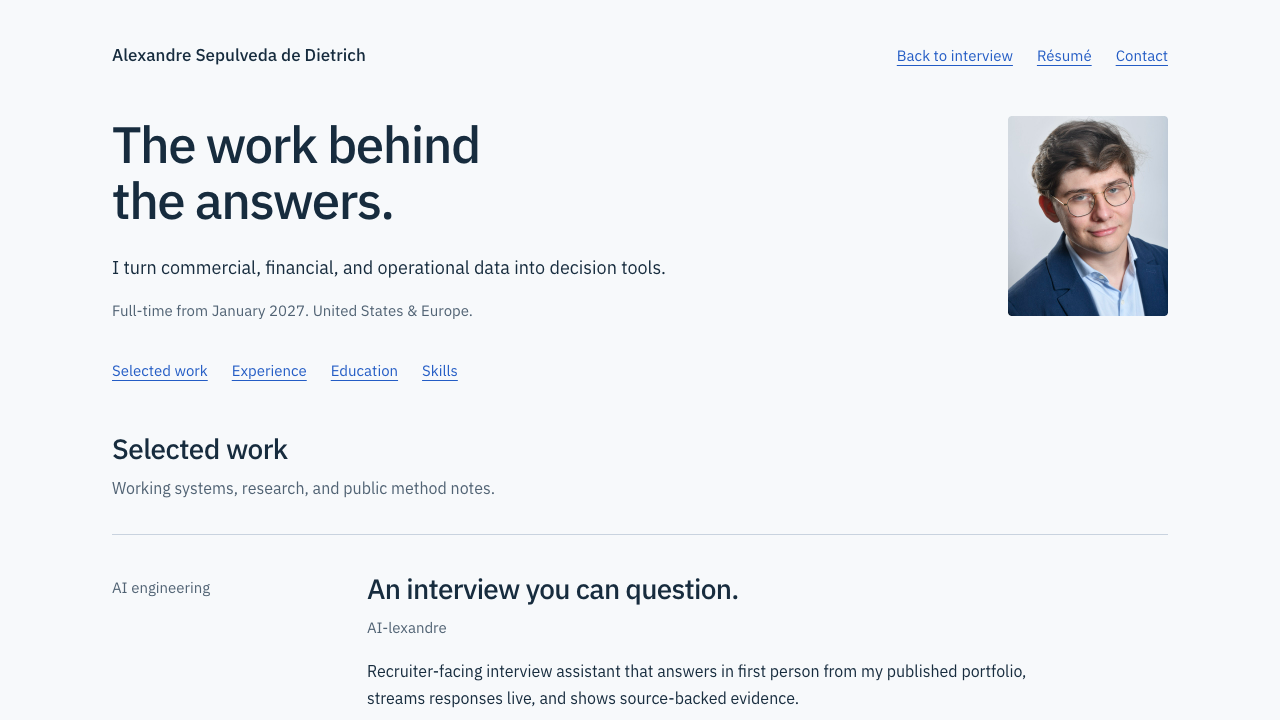 Alexandre Sepulveda de Dietrich
Back to interview Résumé Contact
The work behind
the answers.
I turn commercial, financial, and operational data into decision tools.
Full-time from January 2027. United States & Europe.
Selected work Experience Education Skills
Selected work
Working systems, research, and public method notes.
AI engineering
An interview you can question.
AI-lexandre
Recruiter-facing interview assistant that answers in first person from my published portfolio,
streams responses live, and shows source-backed evidence.